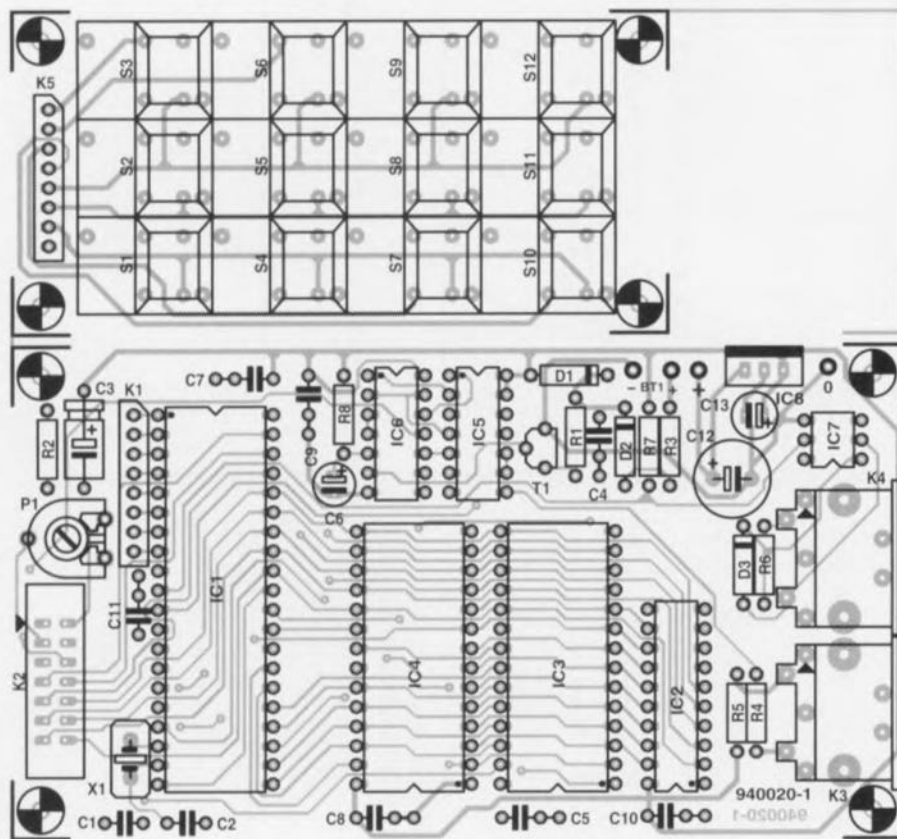 S3
S6
S9
S12
K5
S2
S5
S8
S11
S1
S4
S7
S10
C3
K1
C7
D1
- BT1 +
+
0
C13
IC8
R2
R8
IC6
IC5
R1
D2
R7
R3
C12
IC7
C9
T1
C4
K4
P1
C6
IC1
D3
R6
C11
K2
IC4
IC3
IC2
R5
R4
X1
940020-1
K3
940020-1
C1
C2
C8
C5
C10